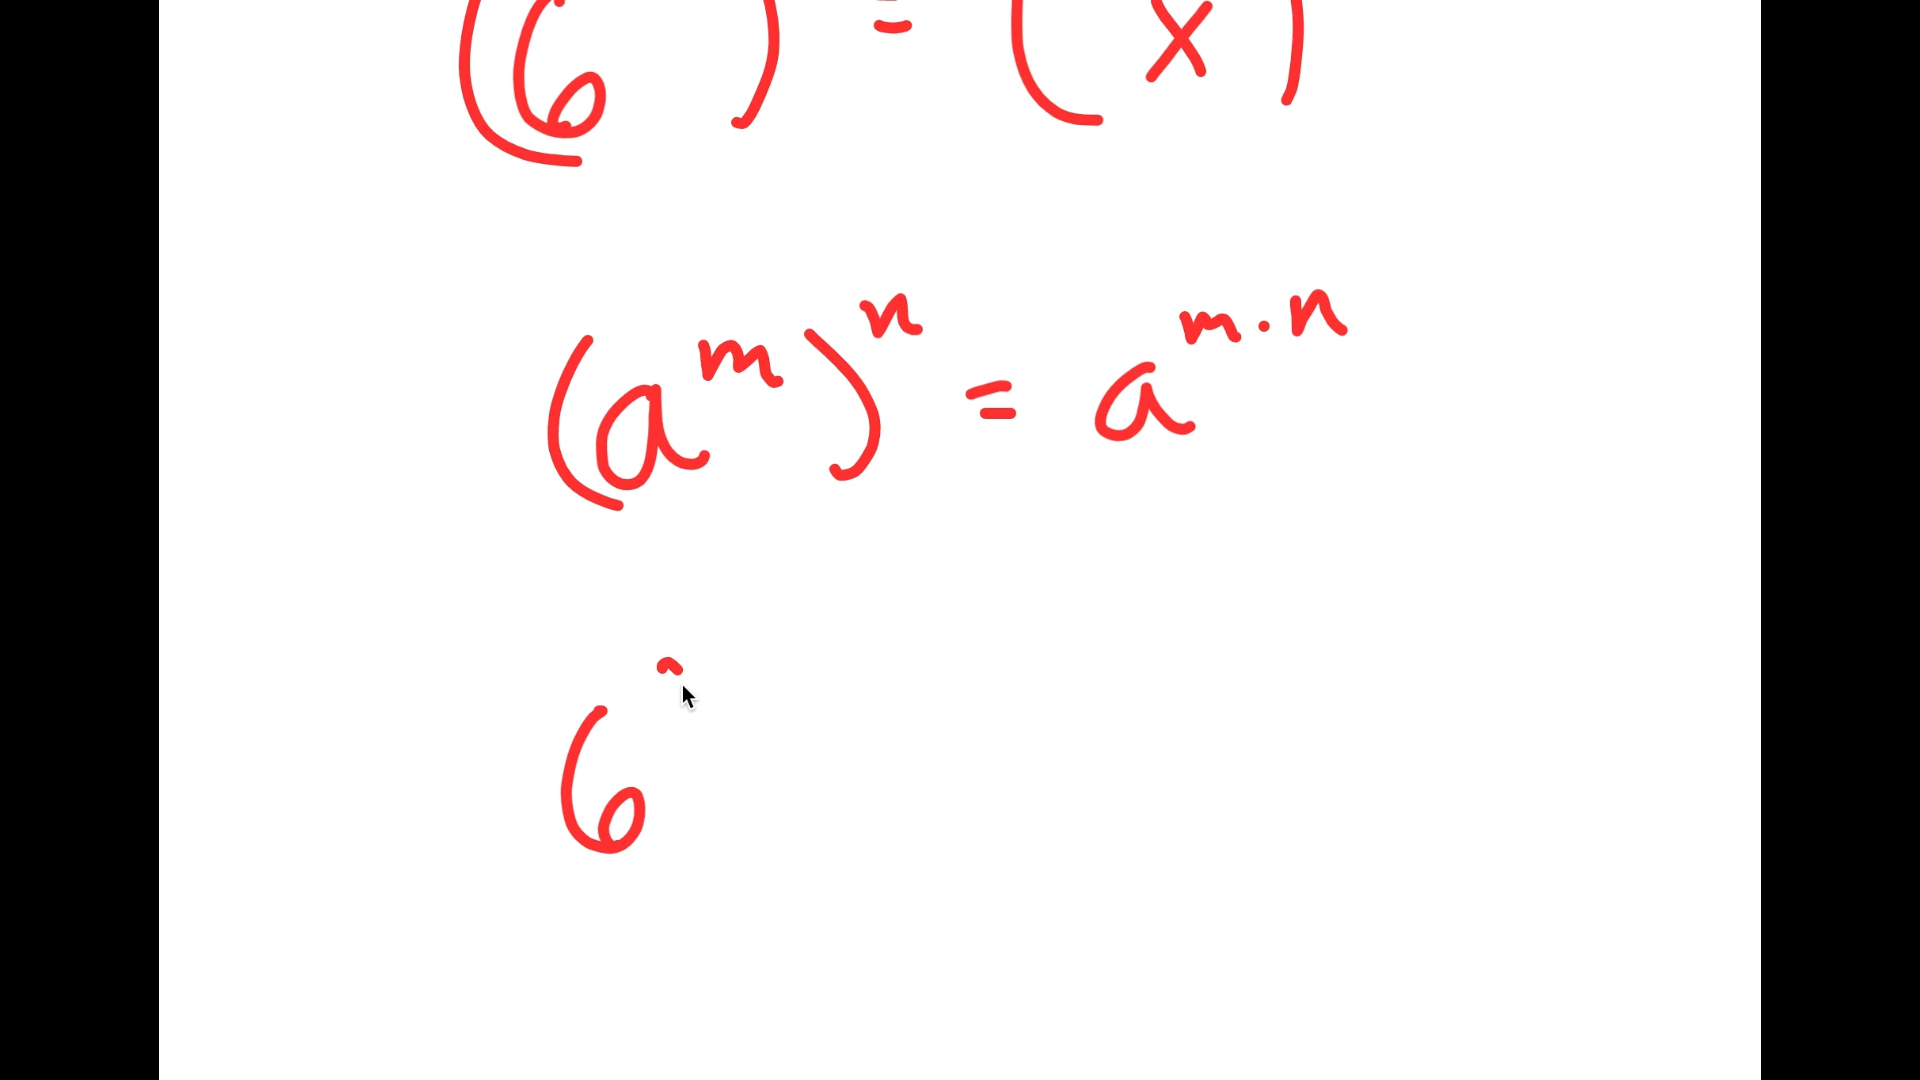 (6 ) = ( x )
(a^m)^n = a^{m·n}
6